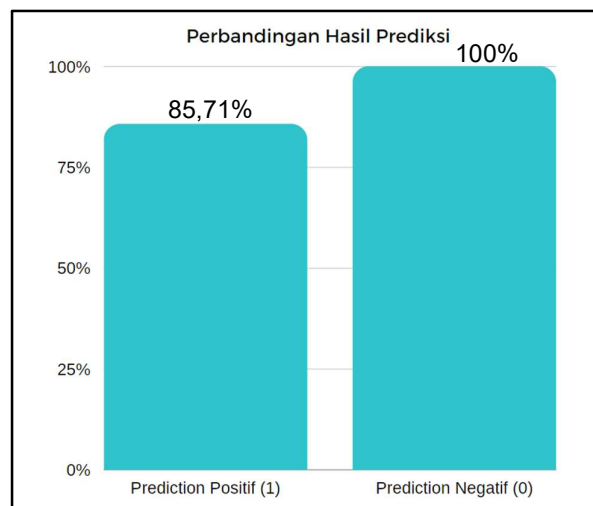 Perbandingan Hasil Prediksi
100%
100%
85,71%
75%
50%
25%
0%
Prediction Positif (1)
Prediction Negatif (0)